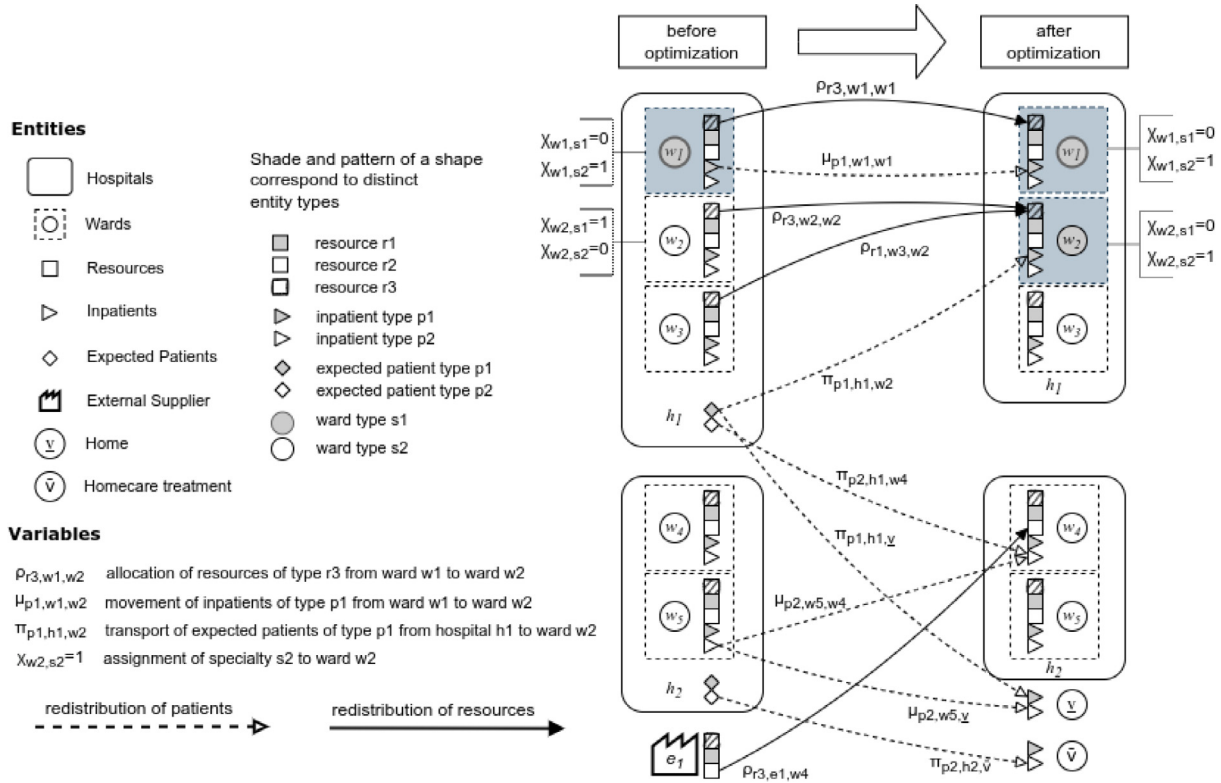 before
optimization
after
optimization
Entities
Hospitals
Wards
Resources
Inpatients
Expected Patients
External Supplier
v Home
v̄ Homecare treatment
Shade and pattern of a shape
correspond to distinct
entity types
resource r1
resource r2
resource r3
inpatient type p1
inpatient type p2
expected patient type p1
expected patient type p2
ward type s1
ward type s2
Variables
ρr3,w1,w2 allocation of resources of type r3 from ward w1 to ward w2
μp1,w1,w2 movement of inpatients of type p1 from ward w1 to ward w2
πp1,h1,w2 transport of expected patients of type p1 from hospital h1 to ward w2
χw2,s2=1 assignment of specialty s2 to ward w2
redistribution of patients
redistribution of resources
χw1,s1=0
χw1,s2=1
χw2,s1=1
χw2,s2=0
w1
w2
w3
h1
w4
w5
h2
e1
ρr3,w1,w1
μp1,w1,w1
ρr3,w2,w2
ρr1,w3,w2
πp1,h1,w2
πp2,h1,w4
πp1,h1,v
μp2,w5,w4
μp2,w5,v
ρr3,e1,w4
πp2,h2,v̄
w1
w2
w3
h1
w4
w5
h2
v
v̄
χw1,s1=0
χw1,s2=1
χw2,s1=0
χw2,s2=1